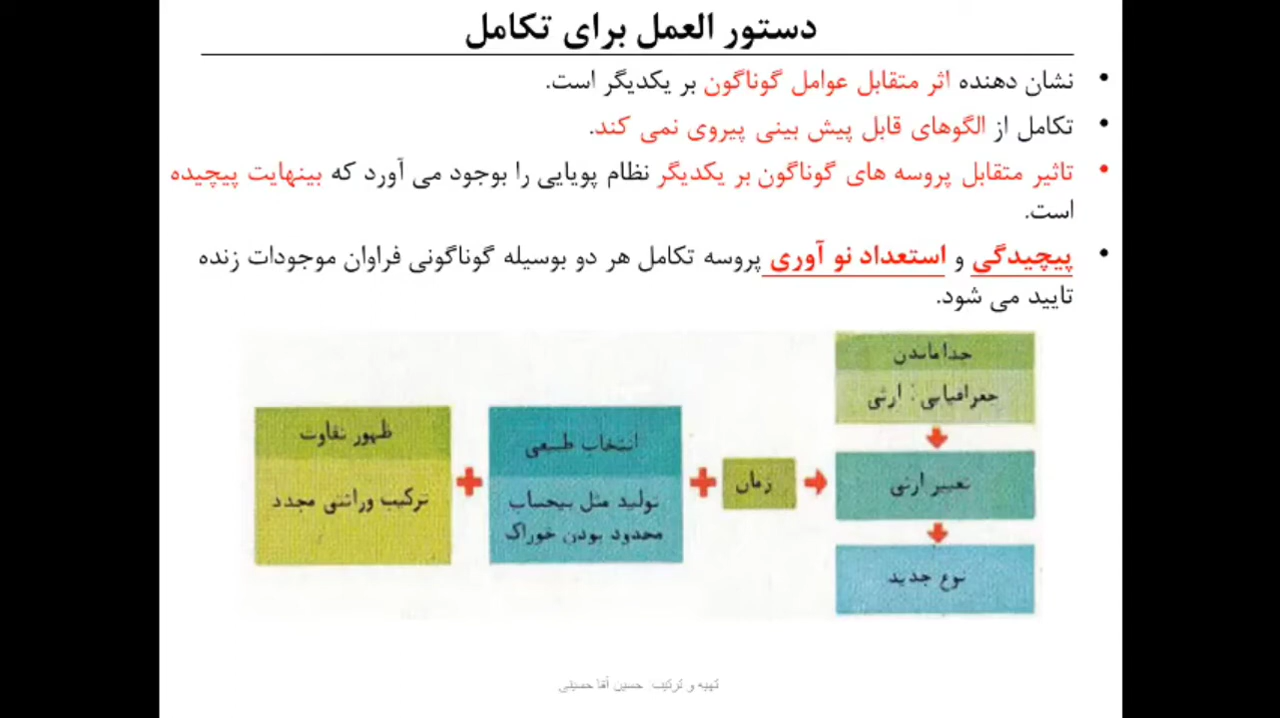 دستور العمل برای تکامل
• نشان دهنده اثر متقابل عوامل گوناگون بر یکدیگر است.
• تکامل از الگوهای قابل پیش بینی پیروی نمی کند.
• تاثیر متقابل پروسه های گوناگون بر یکدیگر نظام پویایی را بوجود می آورد که بینهایت پیچیده
است.
• پیچیدگی و استعداد نو آوری پروسه تکامل هر دو بوسیله گوناگونی فراوان موجودات زنده
تایید می شود.
جداماندن
جغرافیایی: ارثی
ظهور تفاوت
ترکیب وراثتی مجدد
+
انتخاب طبیعی
تولید مثل بیحساب
محدود بودن خوراک
+
زمان
تغییر ارثی
نوع جدید
تهیه و ترکیب حسین آقا حسینی